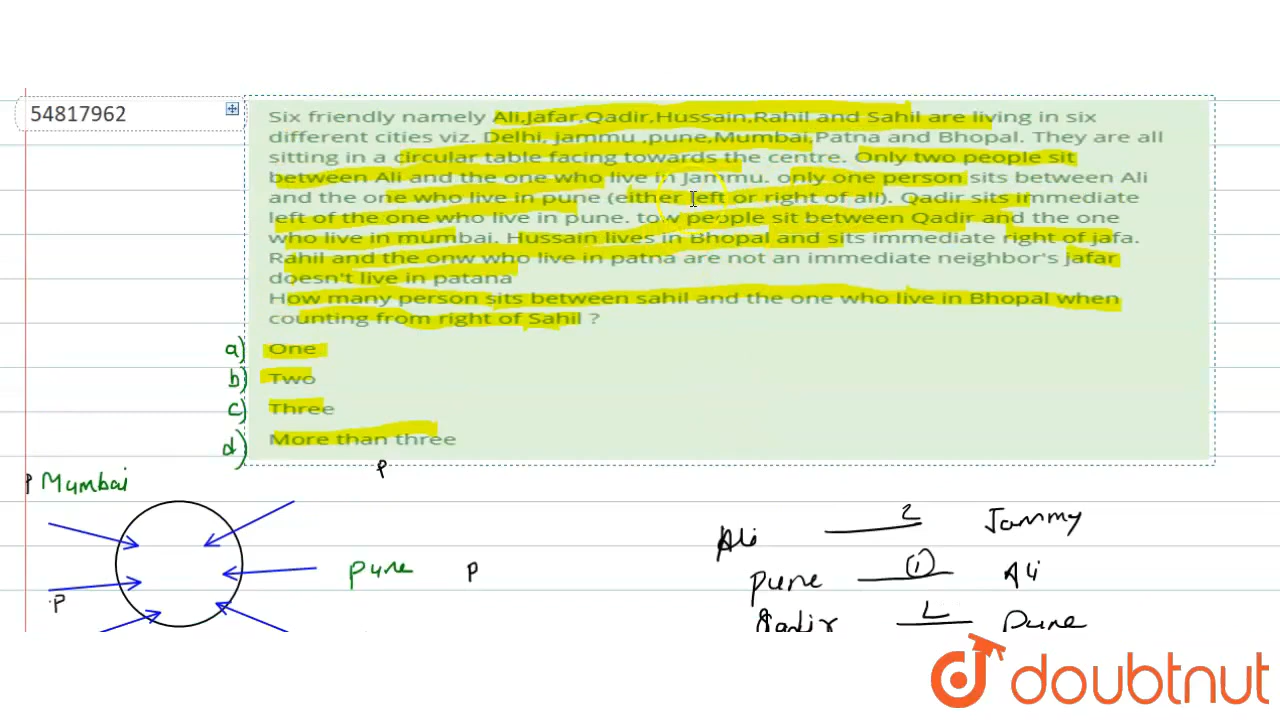 54817962
Six friendly namely Ali,Jafar,Qadir,Hussain,Rahil and Sahil are living in six
different cities viz. Delhi, jammu ,pune,Mumbai,Patna and Bhopal. They are all
sitting in a circular table facing towards the centre. Only two people sit
between Ali and the one who live in Jammu. only one person sits between Ali
and the one who live in pune (either left or right of ali). Qadir sits immediate
left of the one who live in pune. tow people sit between Qadir and the one
who live in mumbai. Hussain lives in Bhopal and sits immediate right of jafa.
Rahil and the onw who live in patna are not an immediate neighbor's jafar
doesn't live in patana
How many person sits between sahil and the one who live in Bhopal when
counting from right of Sahil ?
a) One
b) Two
c) Three
d) More than three
P
P Mumbai
2
Ali Jammy
Pune P
Pune 1 Ali
P
L
Qadir Pune
doubtnut